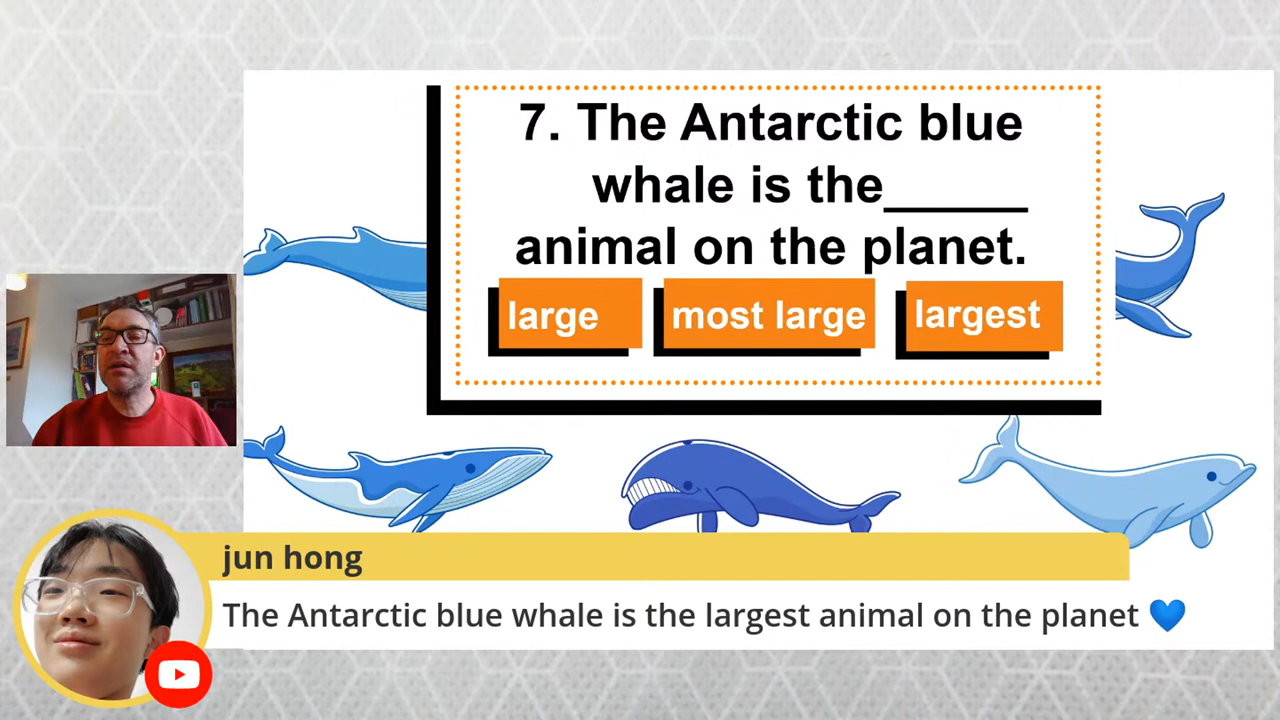 7. The Antarctic blue
whale is the_____
animal on the planet.
large most large largest
jun hong
The Antarctic blue whale is the largest animal on the planet 💙